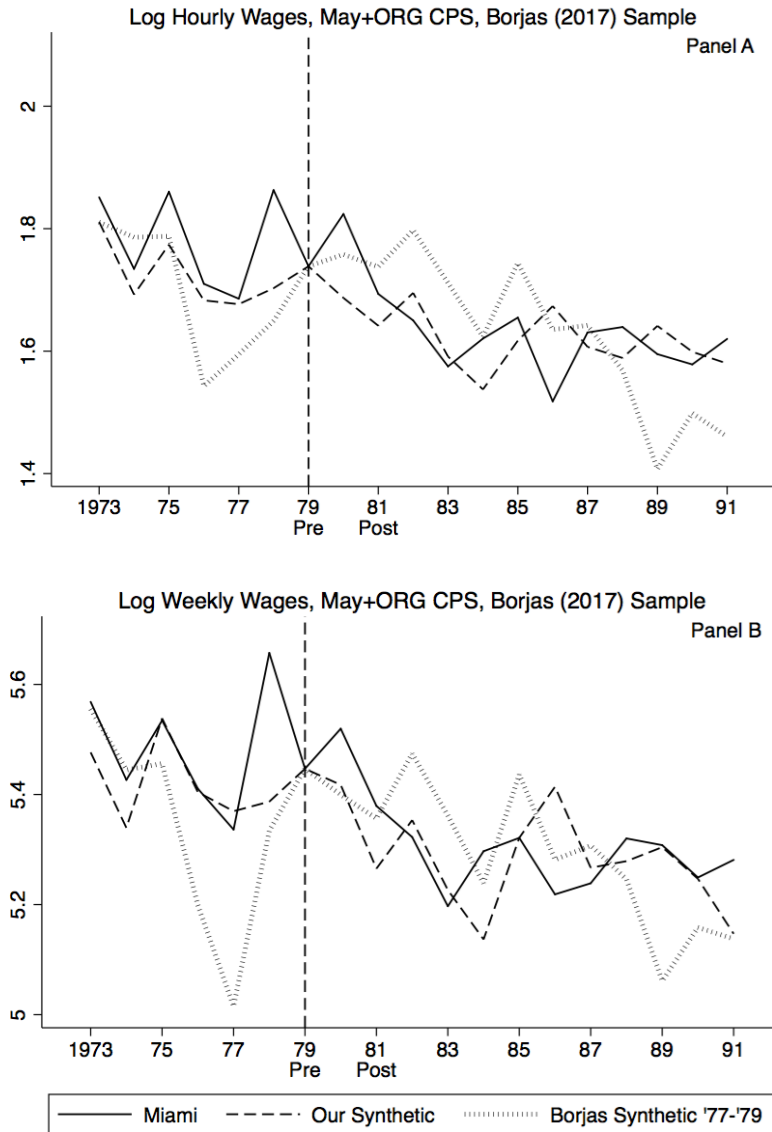 Log Hourly Wages, May+ORG CPS, Borjas (2017) Sample
Panel A
2
1.8
1.6
1.4
1973 75 77 79 81 83 85 87 89 91
Pre Post
Log Weekly Wages, May+ORG CPS, Borjas (2017) Sample
Panel B
5.6
5.4
5.2
5
1973 75 77 79 81 83 85 87 89 91
Pre Post
Miami Our Synthetic Borjas Synthetic '77-'79